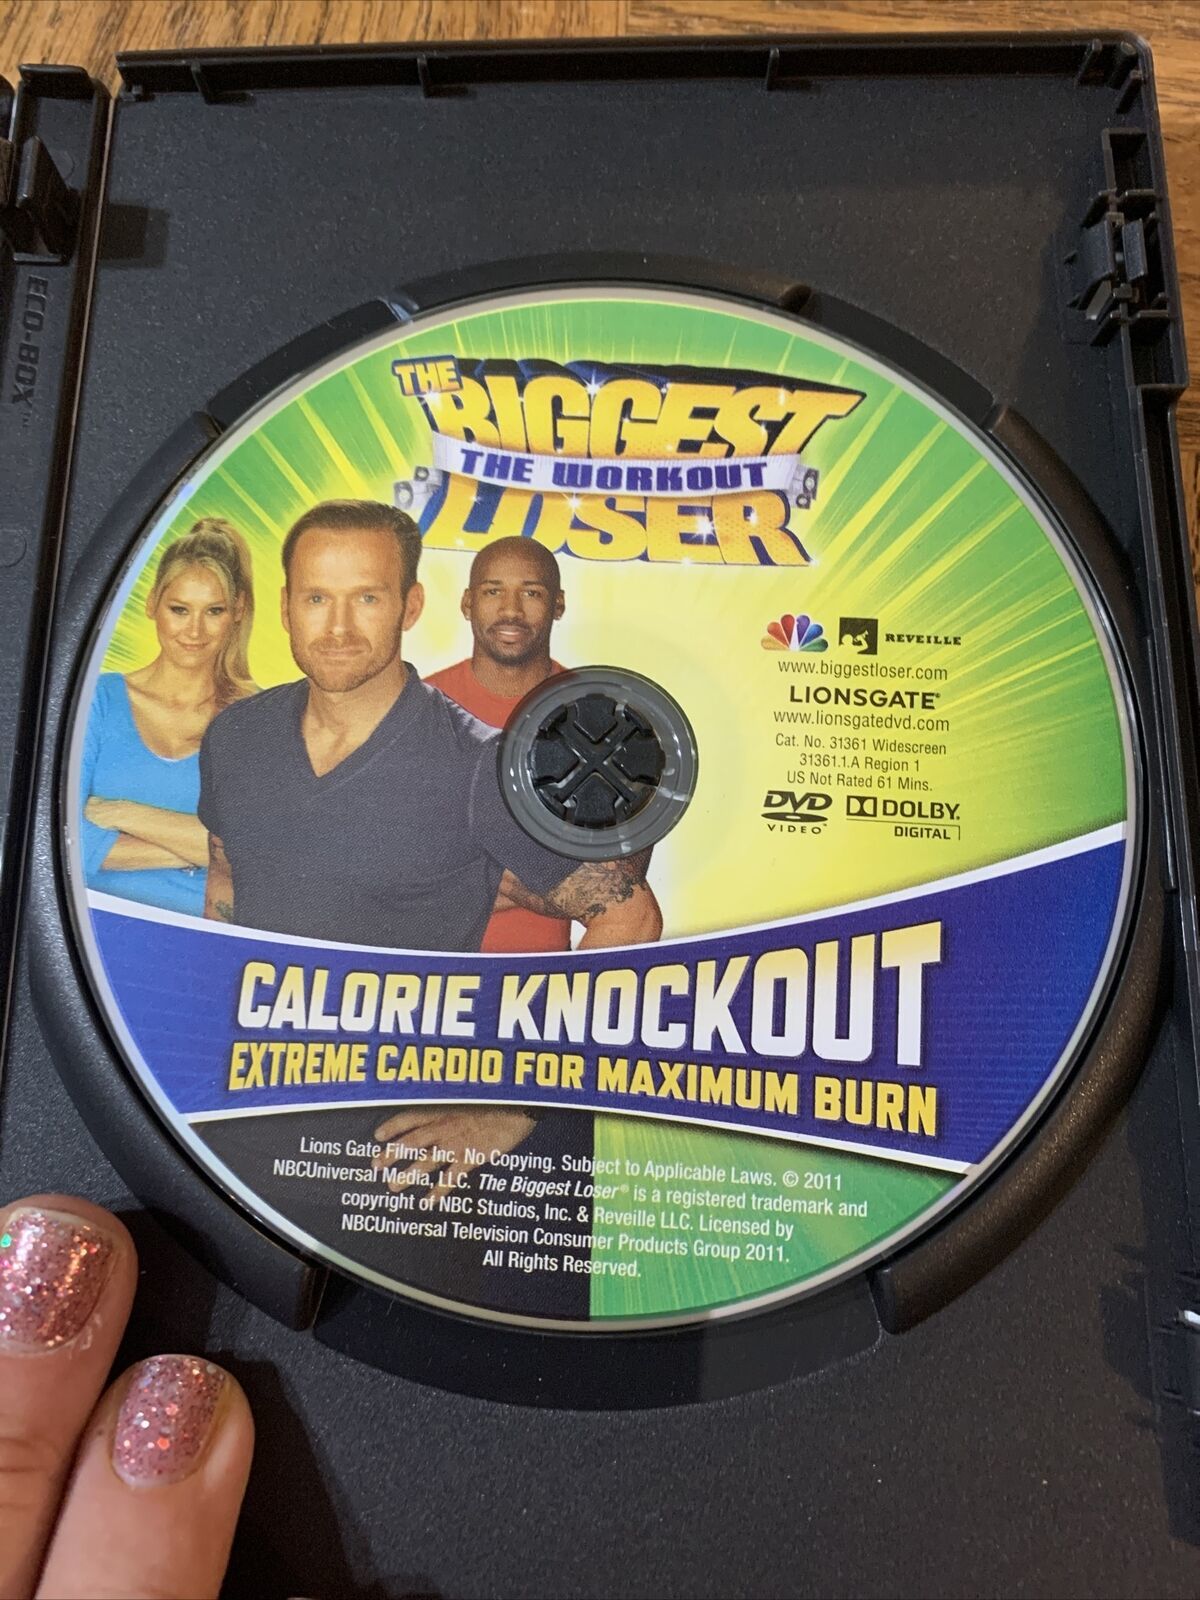 ECO-BOX™
THE
BIGGEST
THE WORKOUT
LOSER
REVEILLE
www.biggestloser.com
LIONSGATE®
www.lionsgatedvd.com
Cat. No. 31361 Widescreen
31361.1.A Region 1
US Not Rated 61 Mins.
DVD
VIDEO™
DOLBY.
DIGITAL
CALORIE KNOCKOUT
EXTREME CARDIO FOR MAXIMUM BURN
Lions Gate Films Inc. No Copying. Subject to Applicable Laws. © 2011
NBCUniversal Media, LLC. The Biggest Loser® is a registered trademark and
copyright of NBC Studios, Inc. & Reveille LLC. Licensed by
NBCUniversal Television Consumer Products Group 2011.
All Rights Reserved.